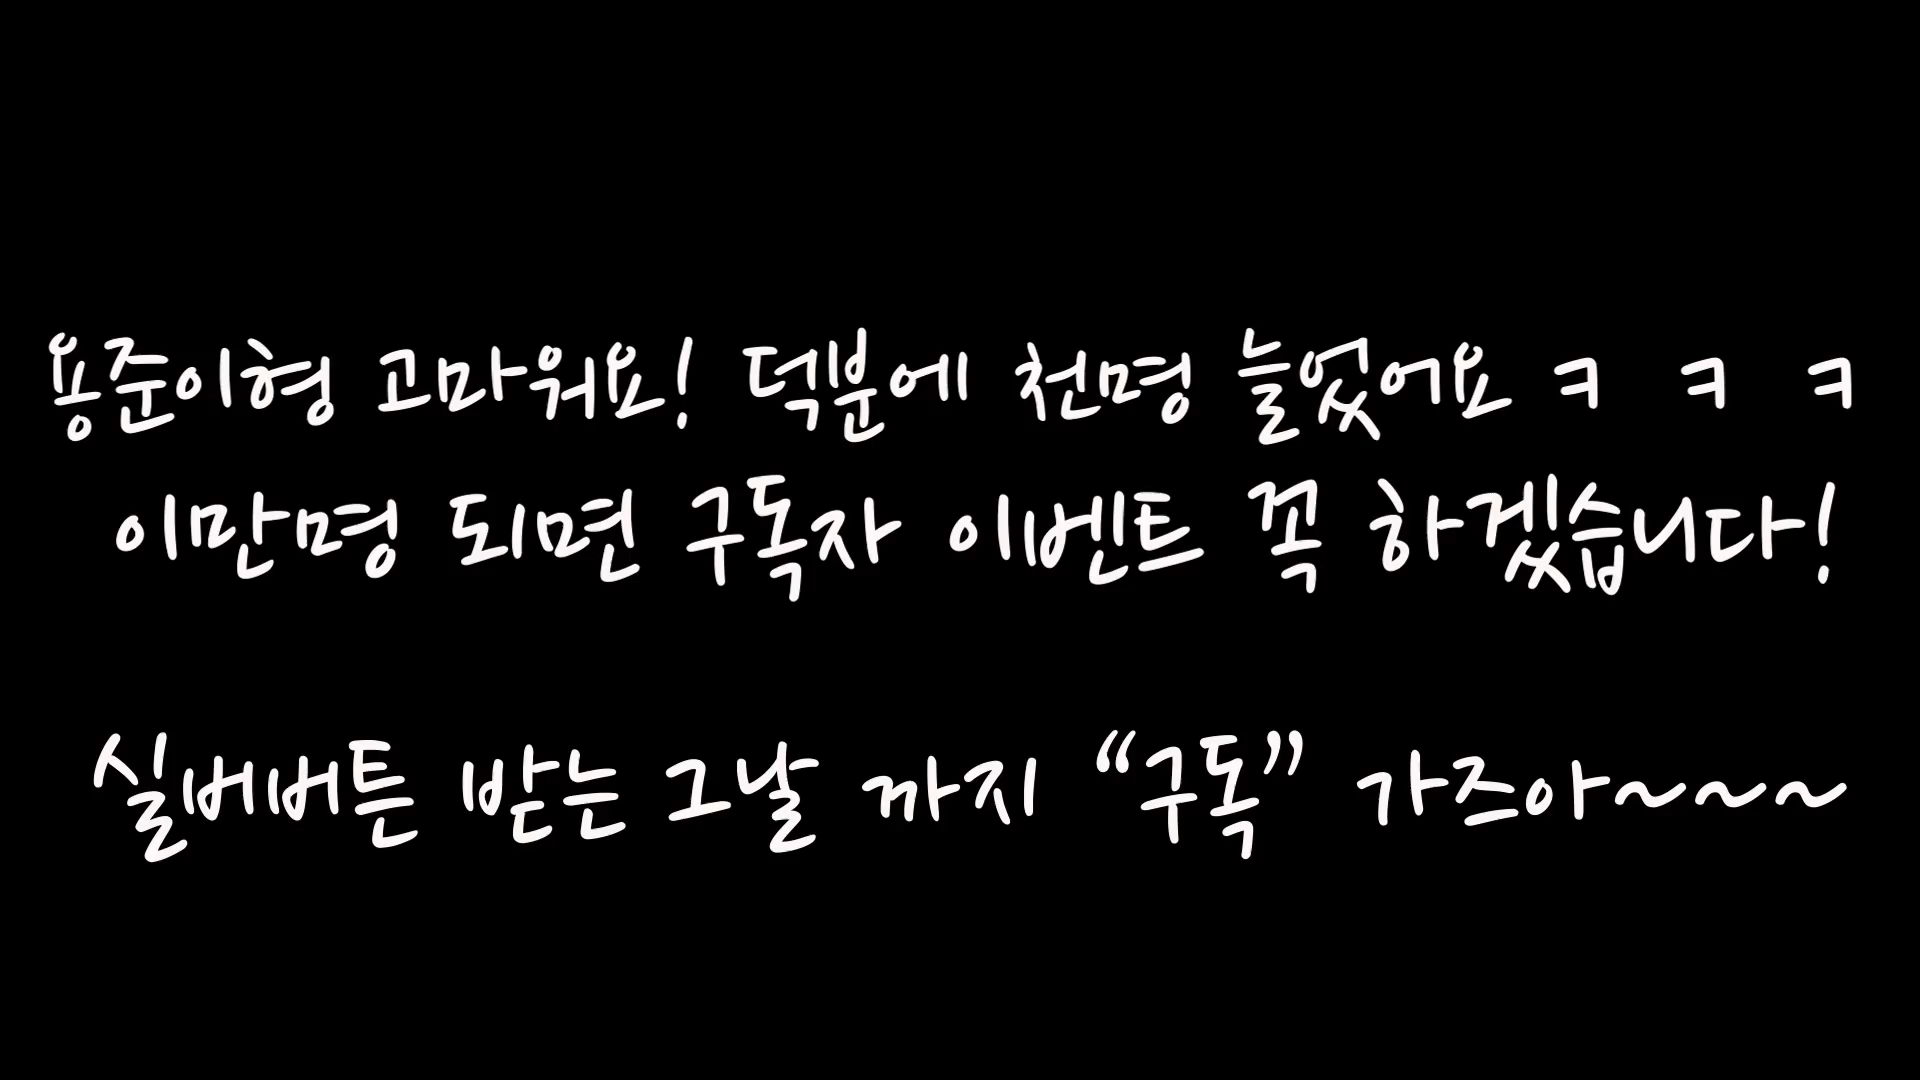 용준이형 고마워요! 덕분에 천명 늘었어요 ㅋ ㅋ ㅋ
이만명 되면 구독자 이벤트 꼭 하겠습니다!
실버버튼 받는 그날 까지 “구독” 가즈아~~~